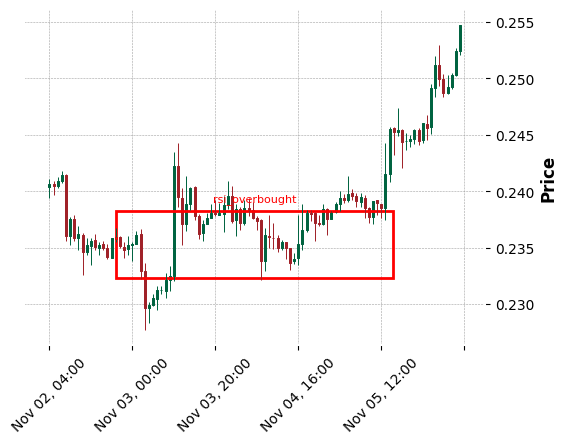 0.255
0.250
0.245
0.240
0.235
0.230
Price
rsi_overbought
Nov 02, 04:00
Nov 03, 00:00
Nov 03, 20:00
Nov 04, 16:00
Nov 05, 12:00